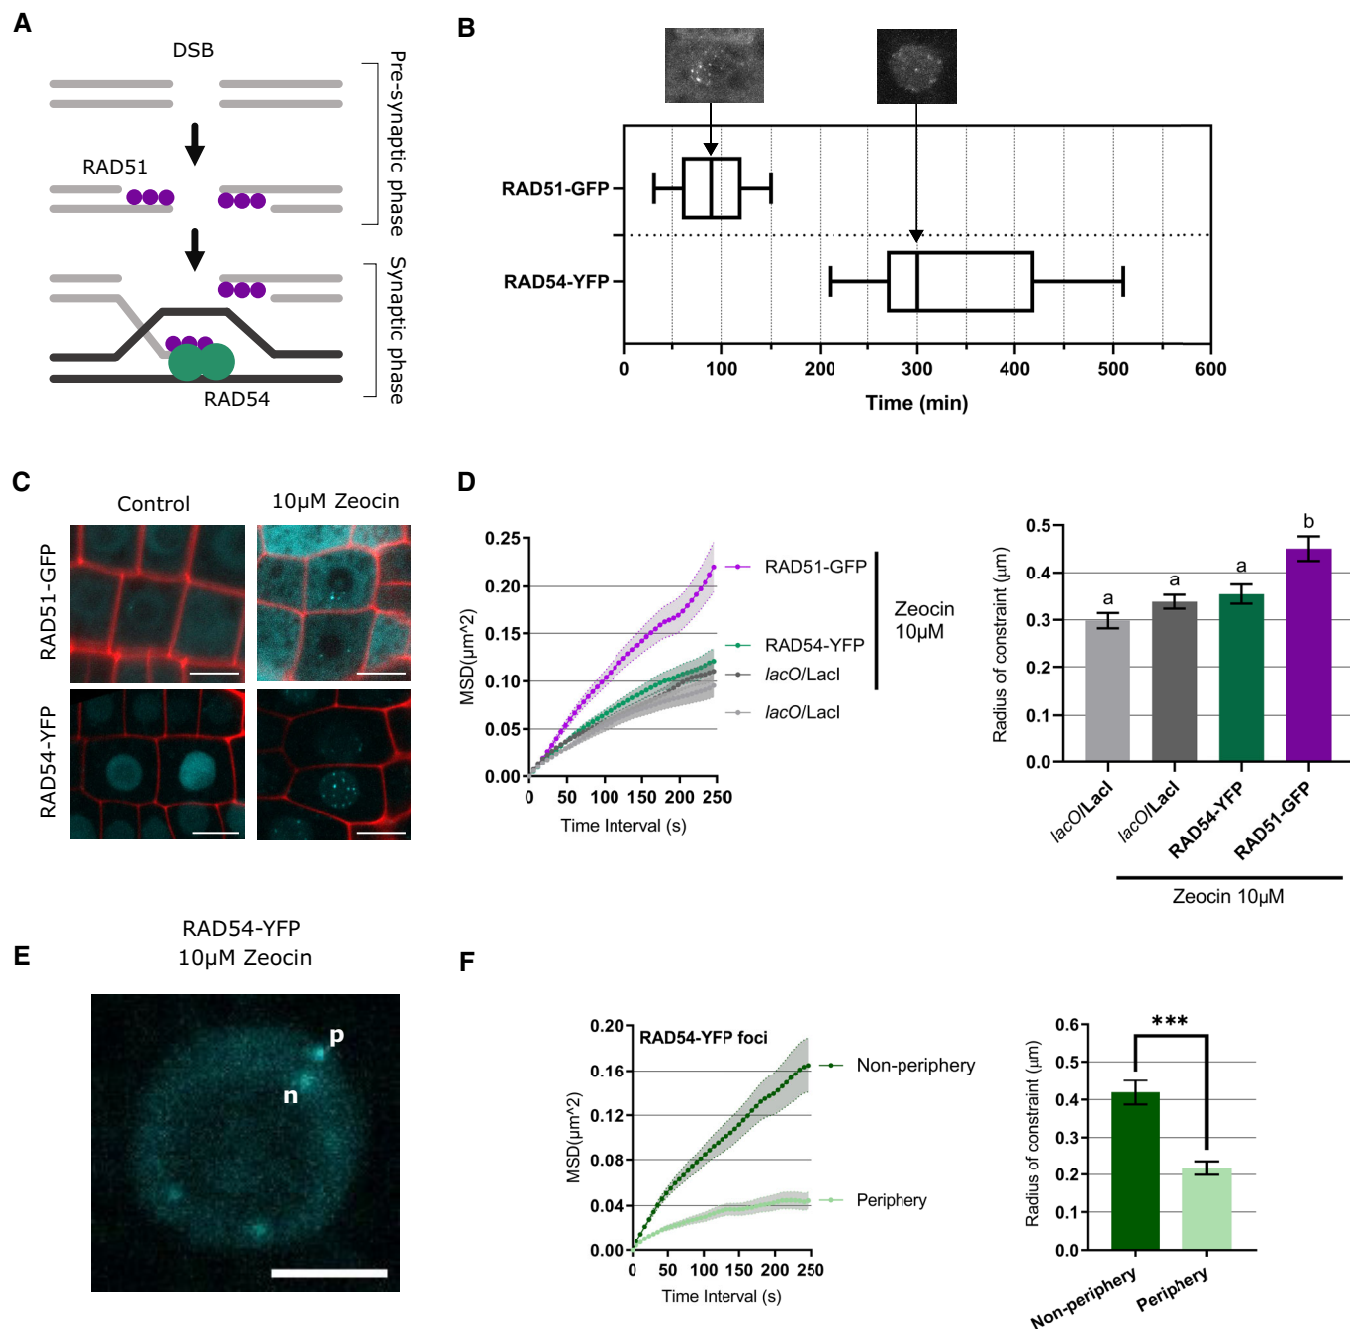 A
DSB
RAD51
RAD54
Pre-synaptic phase
Synaptic phase
B
RAD51-GFP
RAD54-YFP
0 100 200 300 400 500 600
Time (min)
C
Control
10µM Zeocin
RAD51-GFP
RAD54-YFP
D
MSD(µm^2)
0.25
0.20
0.15
0.10
0.05
0.00
0 50 100 150 200 250
Time Interval (s)
RAD51-GFP
RAD54-YFP
lacO/LacI
lacO/LacI
Zeocin
10µM
Radius of constraint (µm)
0.5
0.4
0.3
0.2
0.1
0.0
a
a
a
b
lacO/LacI
lacO/LacI
RAD54-YFP
RAD51-GFP
Zeocin 10µM
E
RAD54-YFP
10µM Zeocin
p
n
F
MSD(µm^2)
0.20
0.16
0.12
0.08
0.04
0.00
RAD54-YFP foci
0 50 100 150 200 250
Time Interval (s)
Non-periphery
Periphery
Radius of constraint (µm)
0.6
0.5
0.4
0.3
0.2
0.1
0.0
***
Non-periphery
Periphery